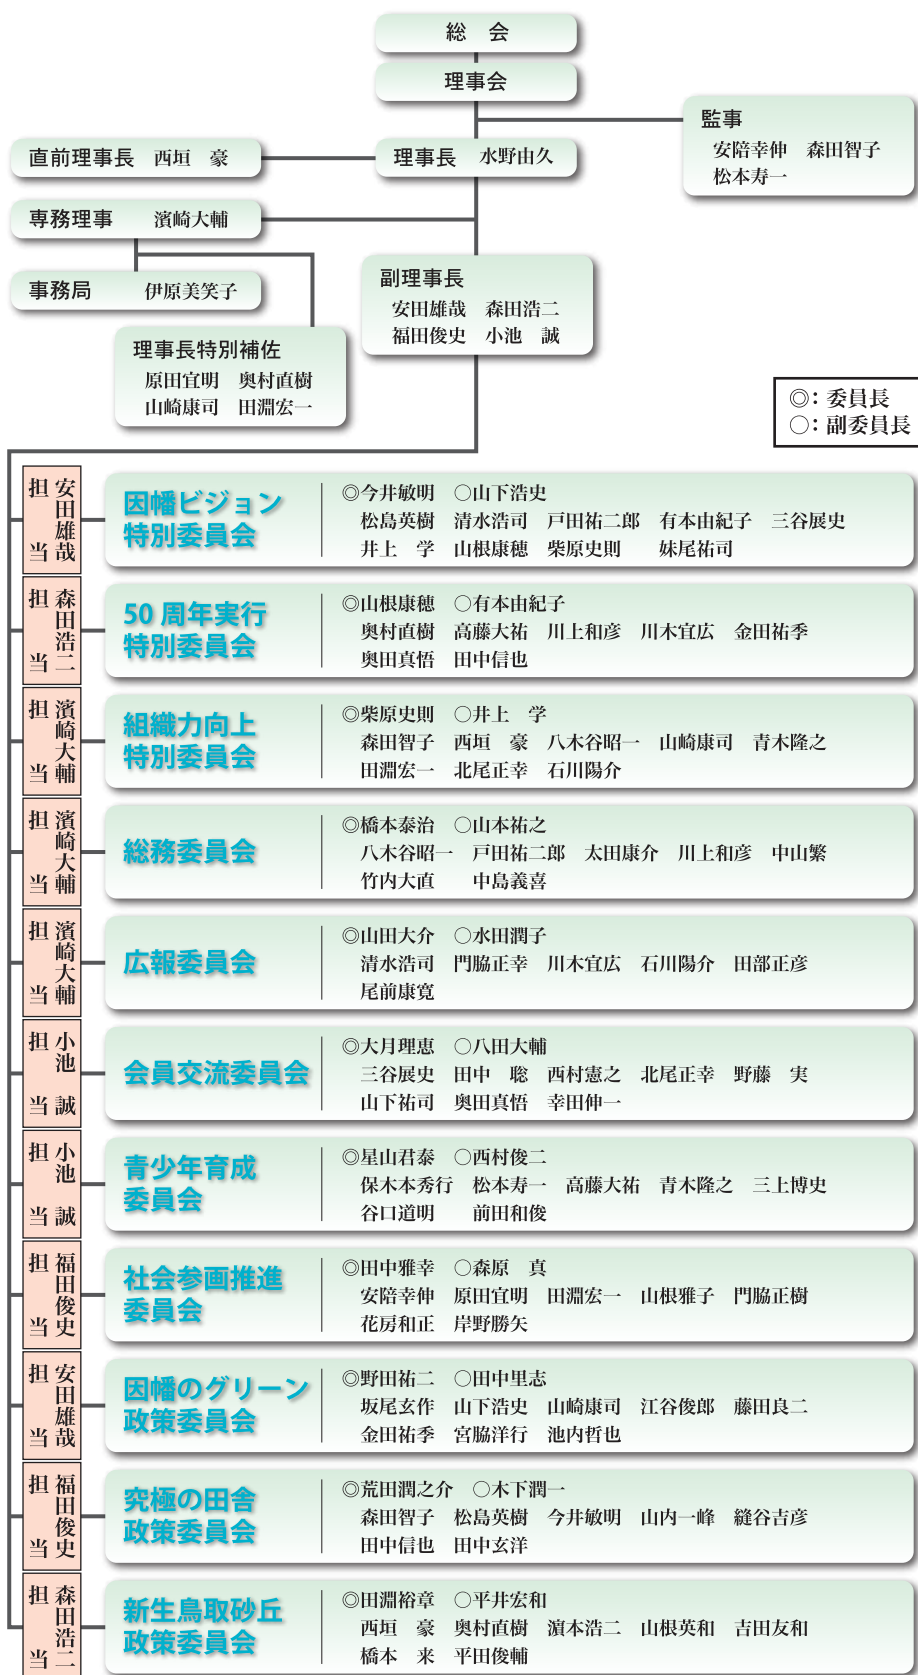 総　会
理事会
監事
安陪幸伸　森田智子
松本寿一
直前理事長　西垣　豪
理事長　水野由久
専務理事　濱崎大輔
事務局　伊原美笑子
副理事長
安田雄哉　森田浩二
福田俊史　小池　誠
理事長特別補佐
原田宜明　奥村直樹
山崎康司　田淵宏一
◎：委員長
○：副委員長
担当 安田雄哉
因幡ビジョン
特別委員会
◎今井敏明　○山下浩史
松島英樹　清水浩司　戸田祐二郎　有本由紀子　三谷展史
井上　学　山根康穂　柴原史則　妹尾祐司
担当 森田浩二
50 周年実行
特別委員会
◎山根康穂　○有本由紀子
奥村直樹　高藤大祐　川上和彦　川木宜広　金田祐季
奥田真悟　田中信也
担当 濱崎大輔
組織力向上
特別委員会
◎柴原史則　○井上　学
森田智子　西垣　豪　八木谷昭一　山崎康司　青木隆之
田淵宏一　北尾正幸　石川陽介
担当 濱崎大輔
総務委員会
◎橋本泰治　○山本祐之
八木谷昭一　戸田祐二郎　太田康介　川上和彦　中山繁
竹内大直　中島義喜
担当 濱崎大輔
広報委員会
◎山田大介　○水田潤子
清水浩司　門脇正幸　川木宜広　石川陽介　田部正彦
尾前康寛
担当 小池　誠
会員交流委員会
◎大月理恵　○八田大輔
三谷展史　田中　聡　西村憲之　北尾正幸　野藤　実
山下祐司　奥田真悟　幸田伸一
担当 小池　誠
青少年育成
委員会
◎星山君泰　○西村俊二
保木本秀行　松本寿一　高藤大祐　青木隆之　三上博史
谷口道明　前田和俊
担当 福田俊史
社会参画推進
委員会
◎田中雅幸　○森原　真
安陪幸伸　原田宜明　田淵宏一　山根雅子　門脇正樹
花房和正　岸野勝矢
担当 安田雄哉
因幡のグリーン
政策委員会
◎野田祐二　○田中里志
坂尾玄作　山下浩史　山崎康司　江谷俊郎　藤田良二
金田祐季　宮脇洋行　池内哲也
担当 福田俊史
究極の田舎
政策委員会
◎荒田潤之介　○木下潤一
森田智子　松島英樹　今井敏明　山内一峰　縫谷吉彦
田中信也　田中玄洋
担当 森田浩二
新生鳥取砂丘
政策委員会
◎田淵裕章　○平井宏和
西垣　豪　奥村直樹　濵本浩二　山根英和　吉田友和
橋本　来　平田俊輔